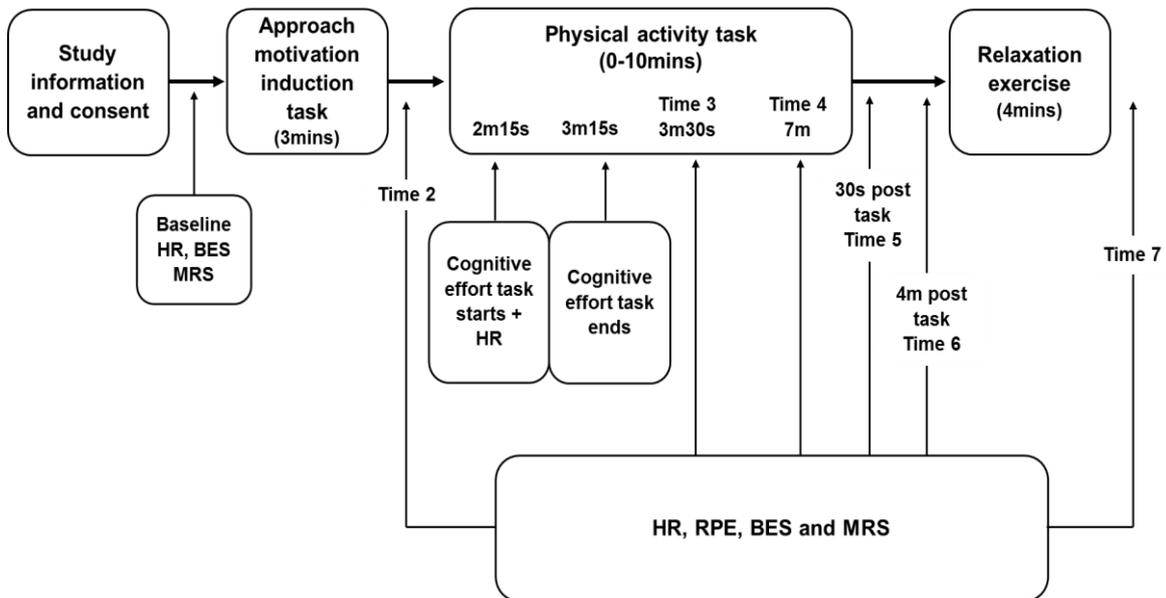 Study
information
and consent
Approach
motivation
induction
task
(3mins)
Physical activity task
(0-10mins)
Time 3
Time 4
2m15s
3m15s
3m30s
7m
Relaxation
exercise
(4mins)
Baseline
HR, BES
MRS
Time 2
Cognitive
effort task
starts +
HR
Cognitive
effort task
ends
30s post
task
Time 5
4m post
task
Time 6
Time 7
HR, RPE, BES and MRS